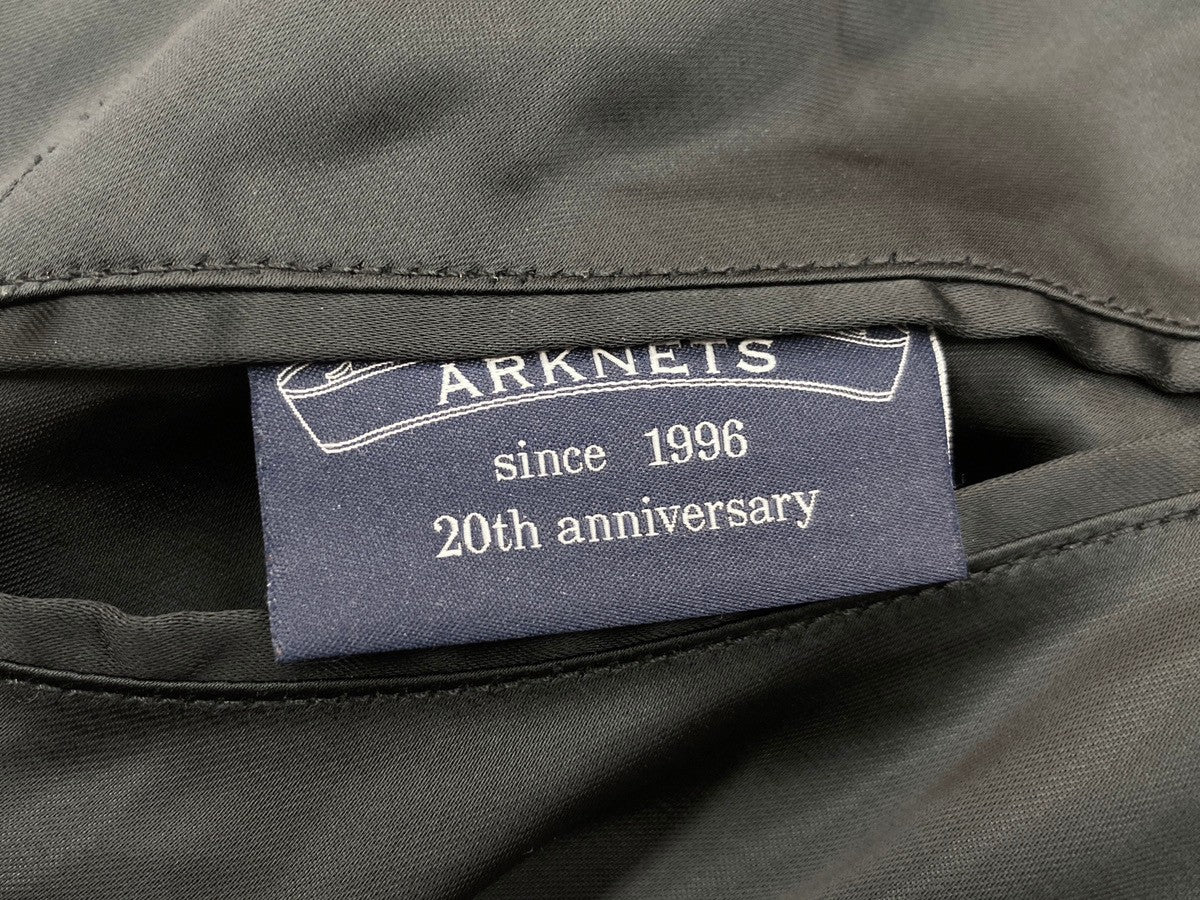 ARKNETS
since 1996
20th anniversary